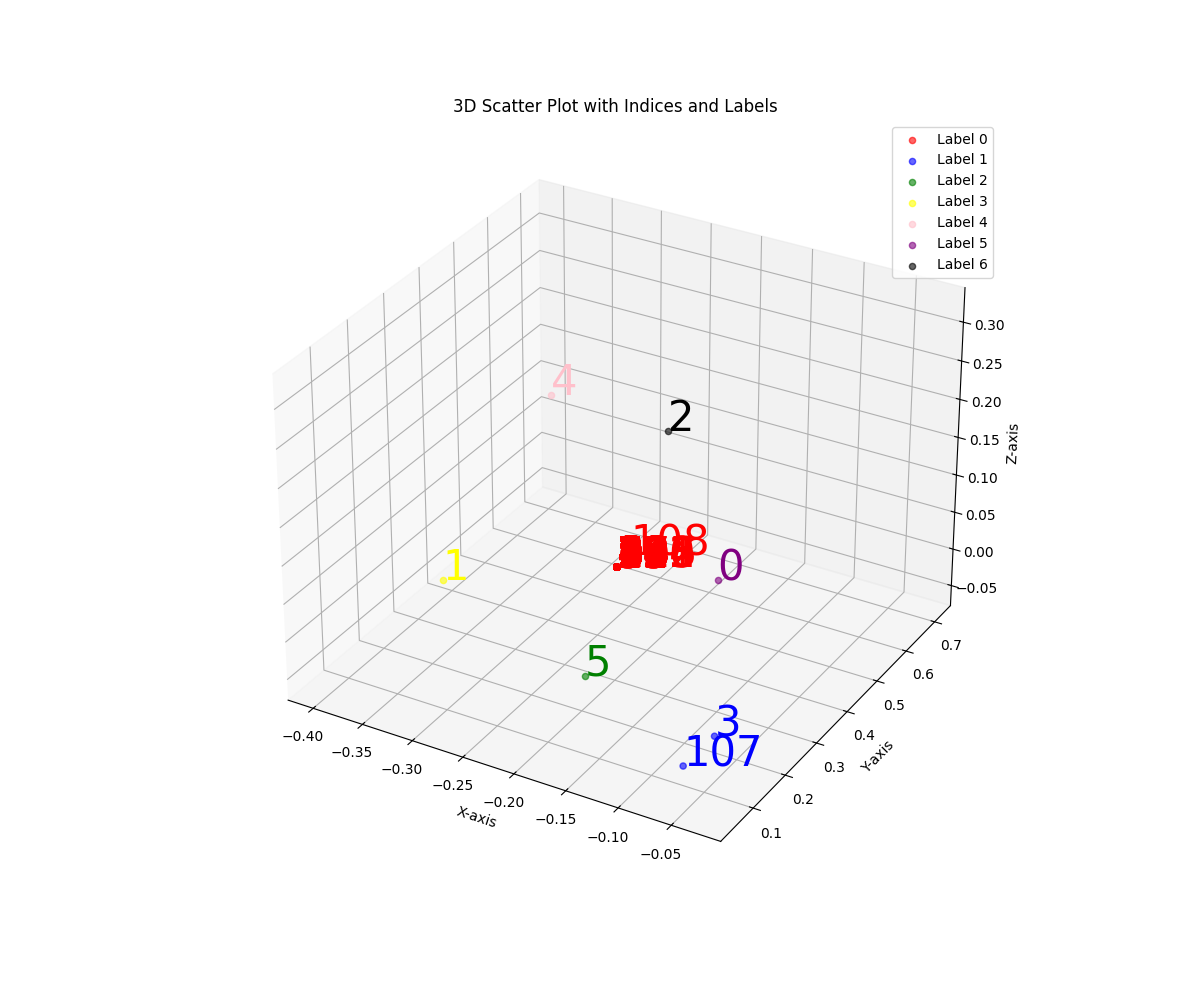 3D Scatter Plot with Indices and Labels
Label 0
Label 1
Label 2
Label 3
Label 4
Label 5
Label 6
4
2
108
1
0
5
3
107
0.30
0.25
0.20
0.15
0.10
0.05
0.00
−0.05
Z-axis
0.7
0.6
0.5
0.4
0.3
0.2
0.1
Y-axis
−0.40
−0.35
−0.30
−0.25
−0.20
−0.15
−0.10
−0.05
X-axis